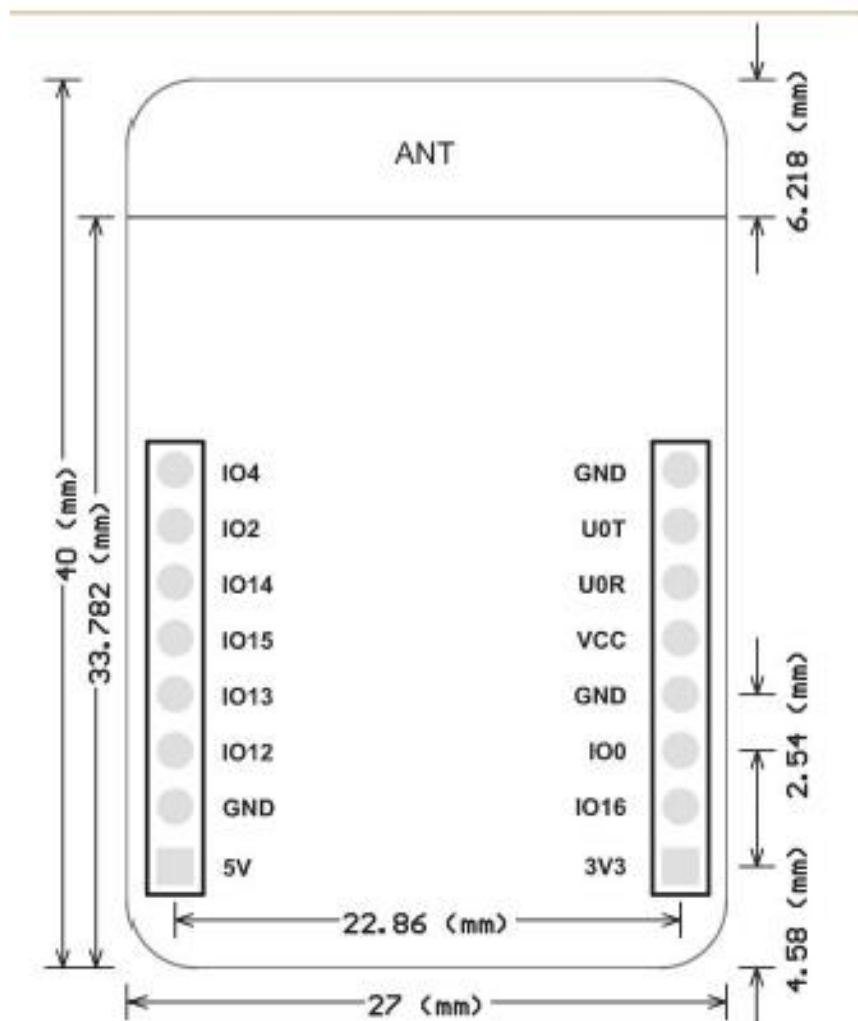 ANT
6.218 (mm)
40 (mm)
33.782 (mm)
IO4 GND
IO2 U0T
IO14 U0R
IO15 VCC
IO13 GND
IO12 IO0
GND IO16
5V 3V3
2.54 (mm)
4.58 (mm)
22.86 (mm)
27 (mm)